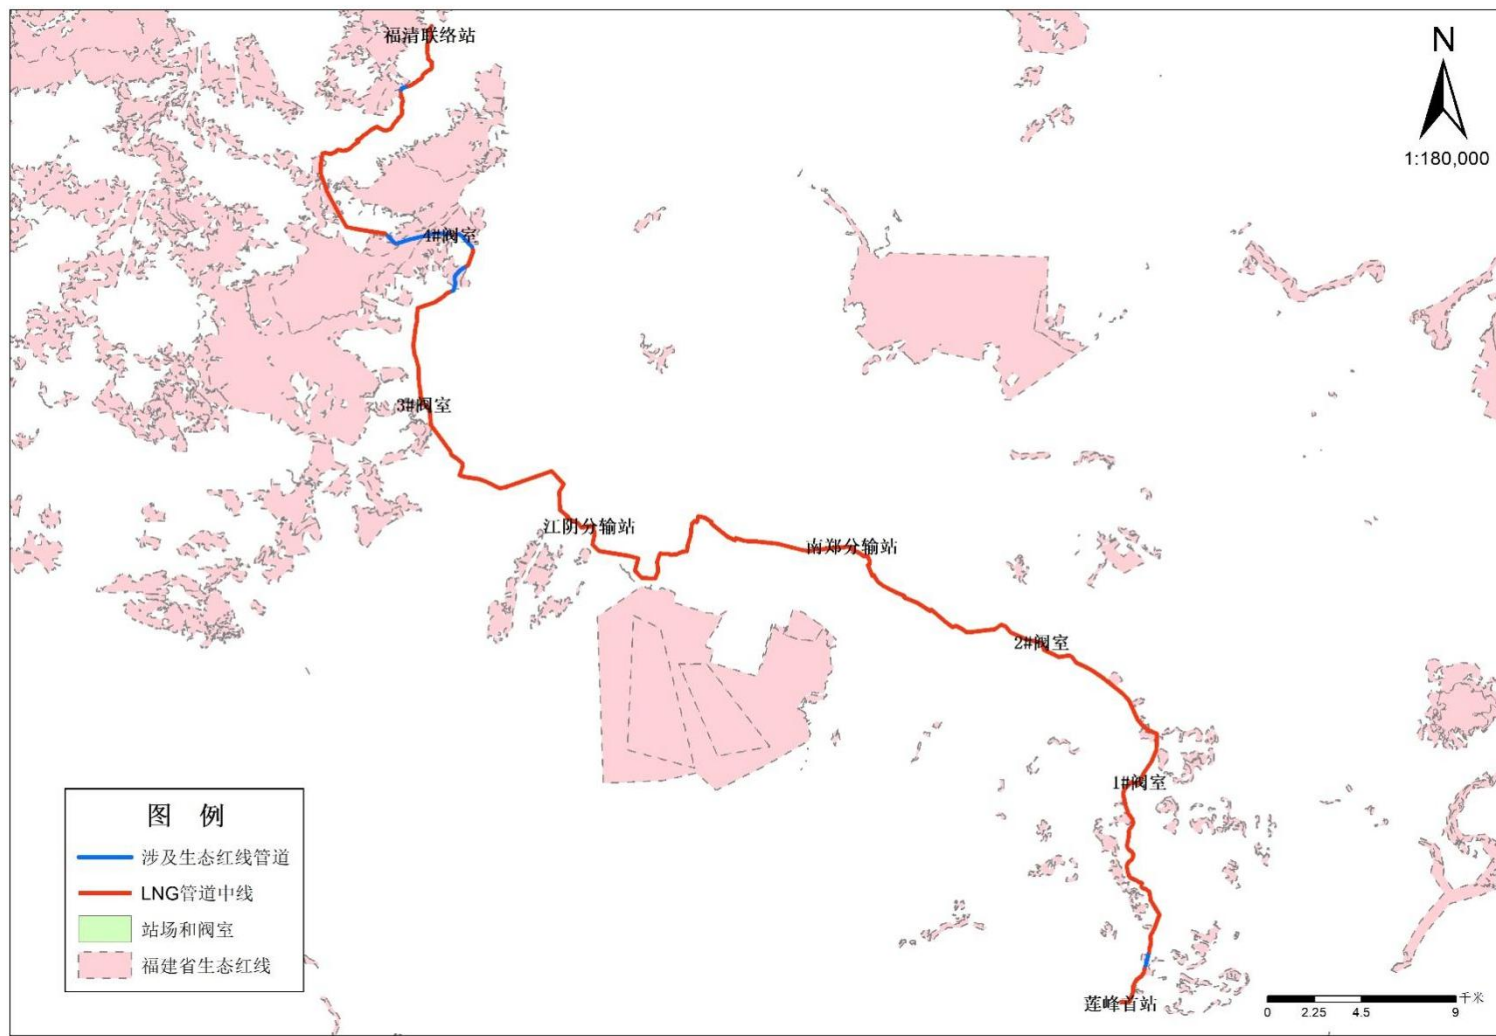 福清联络站
N
1:180,000
4#阀室
3#阀室
江阴分输站
南郑分输站
2#阀室
1#阀室
莲峰首站
图 例
涉及生态红线管道
LNG管道中线
站场和阀室
福建省生态红线
千米
0 2.25 4.5 9